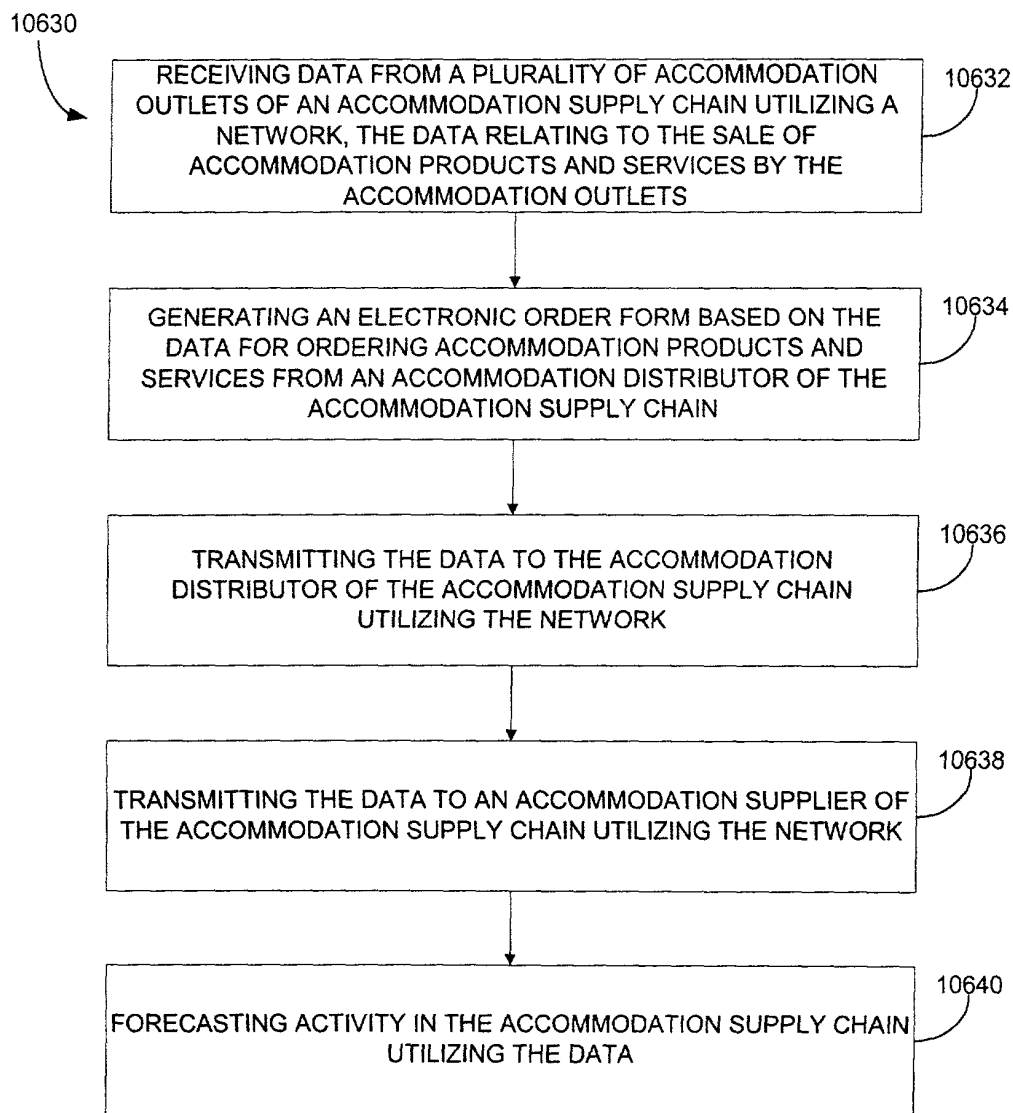 10630
RECEIVING DATA FROM A PLURALITY OF ACCOMMODATION
OUTLETS OF AN ACCOMMODATION SUPPLY CHAIN UTILIZING A
NETWORK, THE DATA RELATING TO THE SALE OF
ACCOMMODATION PRODUCTS AND SERVICES BY THE
ACCOMMODATION OUTLETS
10632
GENERATING AN ELECTRONIC ORDER FORM BASED ON THE
DATA FOR ORDERING ACCOMMODATION PRODUCTS AND
SERVICES FROM AN ACCOMMODATION DISTRIBUTOR OF THE
ACCOMMODATION SUPPLY CHAIN
10634
TRANSMITTING THE DATA TO THE ACCOMMODATION
DISTRIBUTOR OF THE ACCOMMODATION SUPPLY CHAIN
UTILIZING THE NETWORK
10636
TRANSMITTING THE DATA TO AN ACCOMMODATION SUPPLIER OF
THE ACCOMMODATION SUPPLY CHAIN UTILIZING THE NETWORK
10638
FORECASTING ACTIVITY IN THE ACCOMMODATION SUPPLY CHAIN
UTILIZING THE DATA
10640